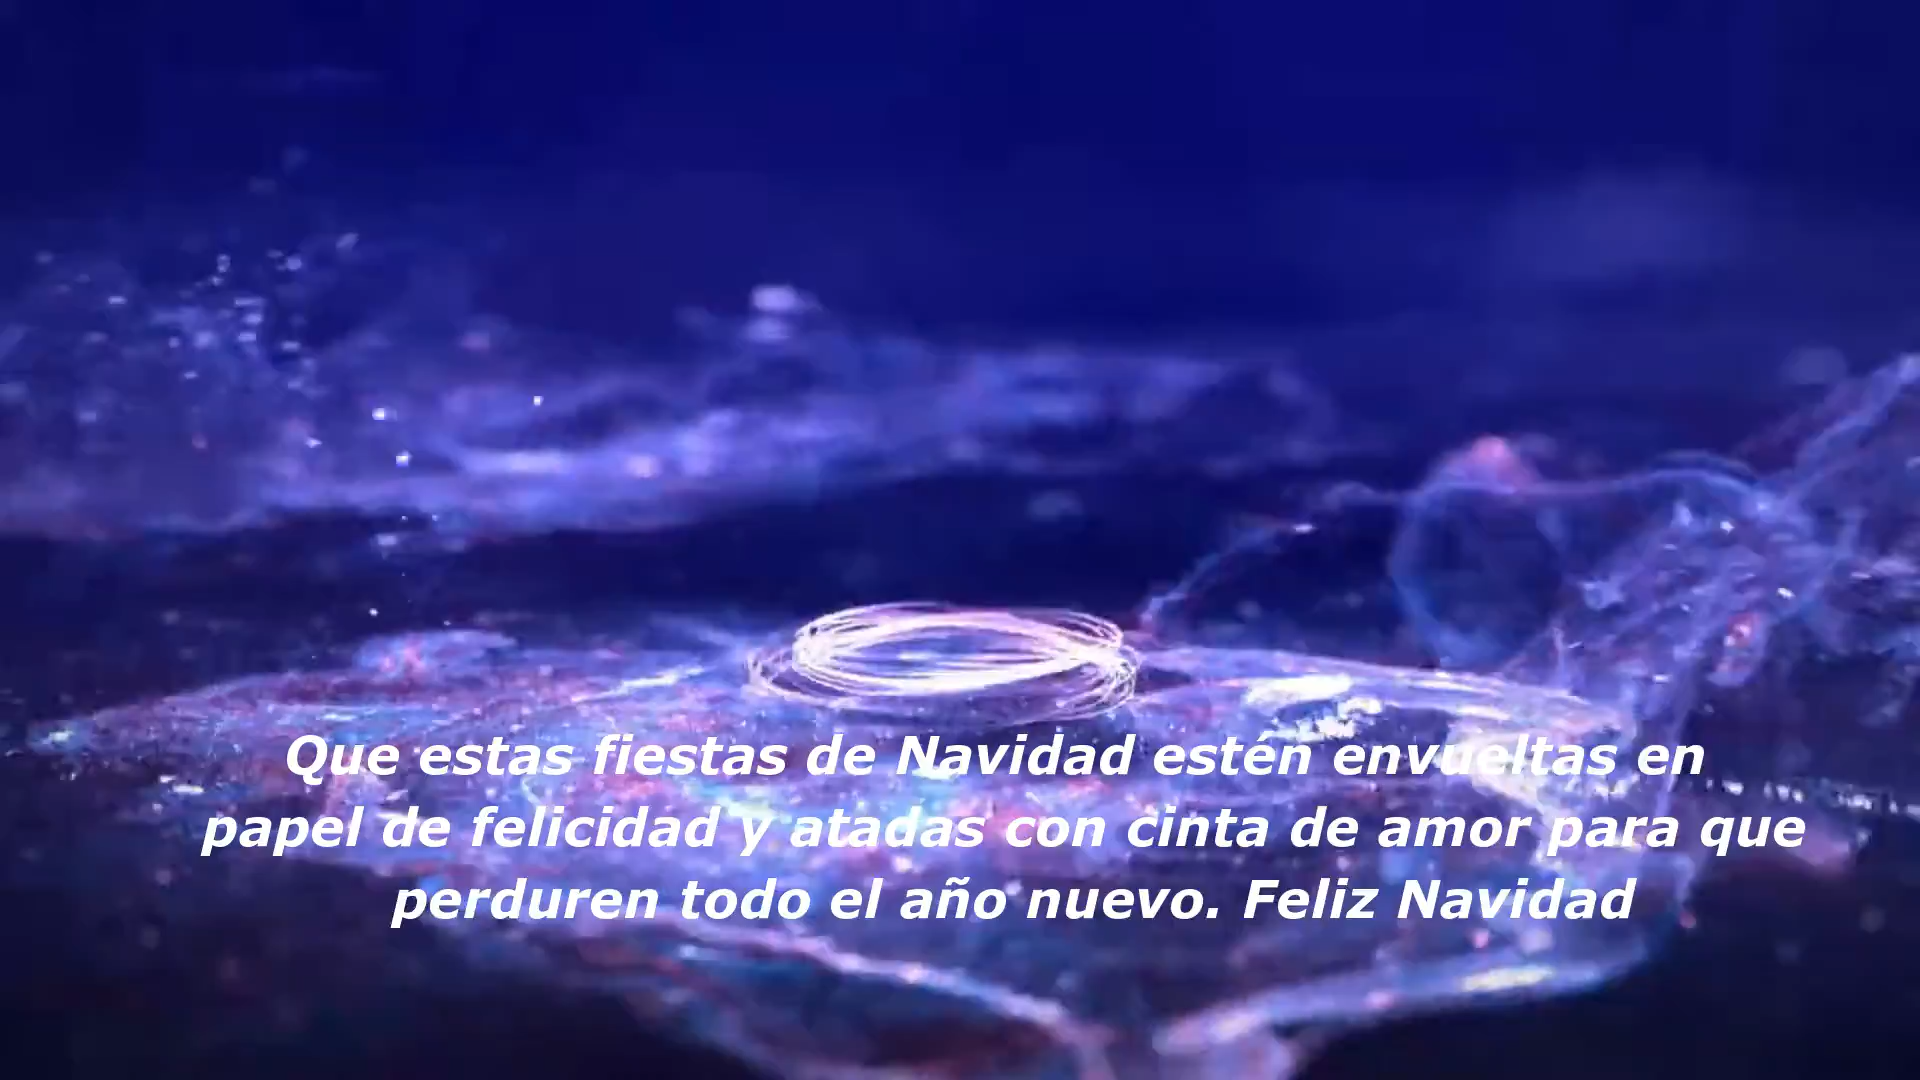 Que estas fiestas de Navidad estén envueltas en
papel de felicidad y atadas con cinta de amor para que
perduren todo el año nuevo. Feliz Navidad